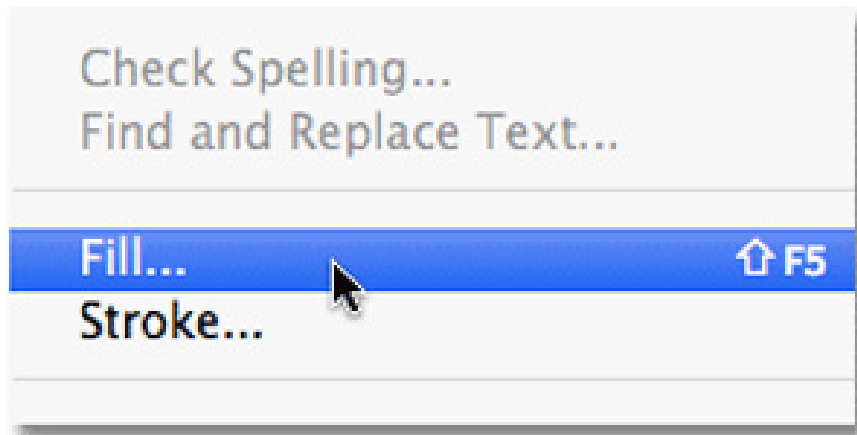 Check Spelling...
Find and Replace Text...
Fill... ⇧ F5
Stroke...